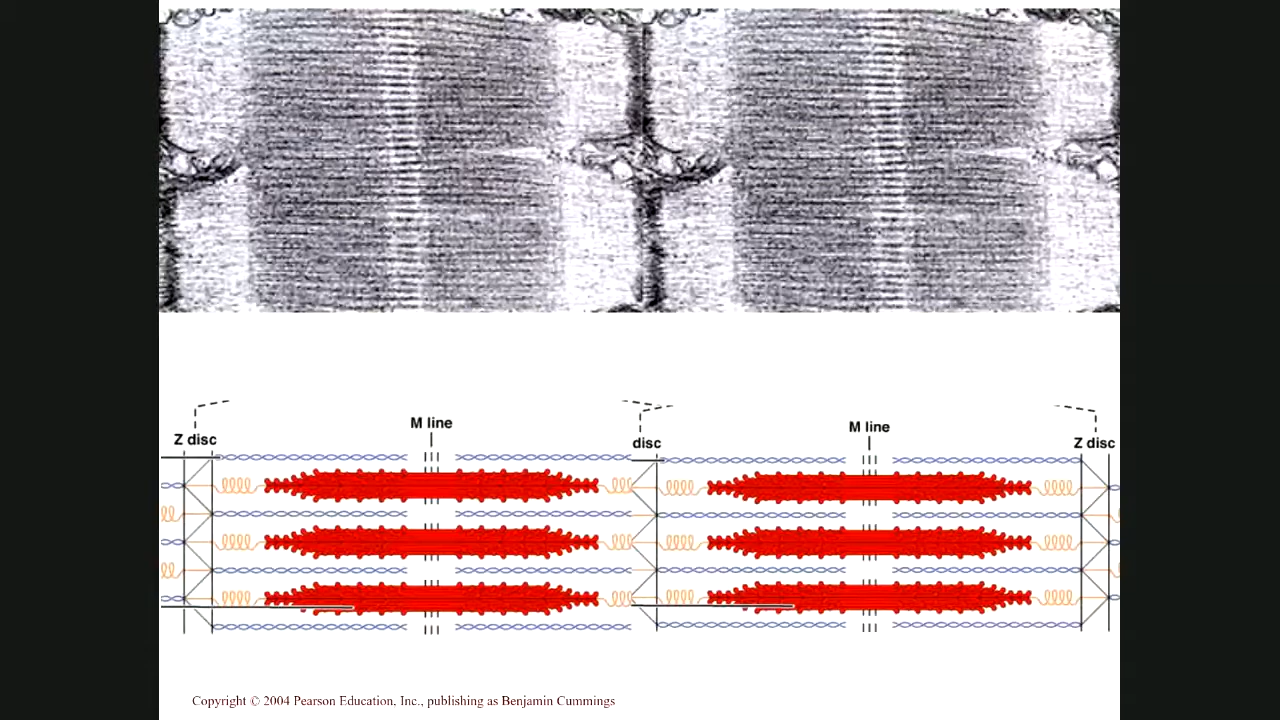 M line
M line
Z disc
disc
Z disc
Copyright © 2004 Pearson Education, Inc., publishing as Benjamin Cummings